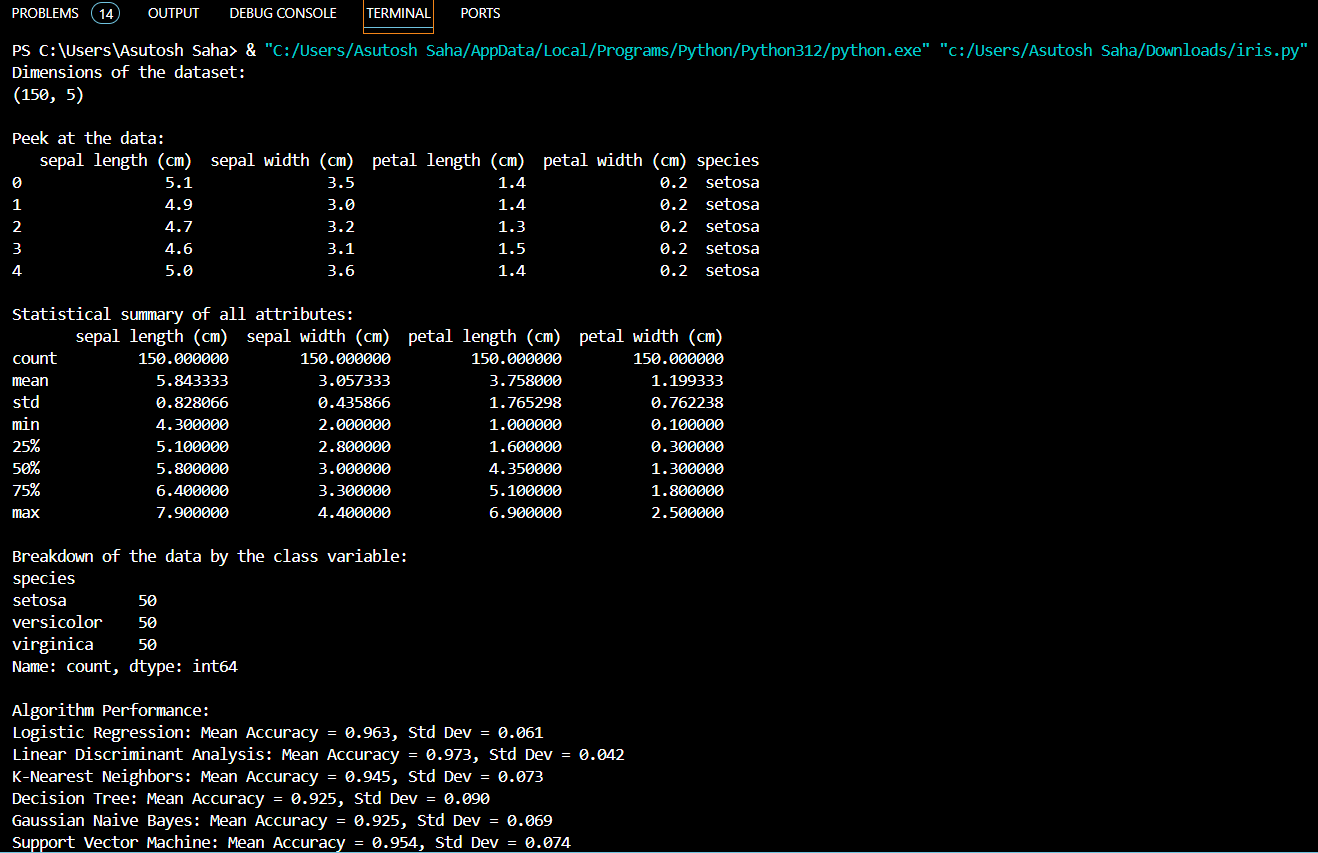 PROBLEMS 14 OUTPUT DEBUG CONSOLE TERMINAL PORTS
PS C:\Users\Asutosh Saha> & "C:/Users/Asutosh Saha/AppData/Local/Programs/Python/Python312/python.exe" "c:/Users/Asutosh Saha/Downloads/iris.py"
Dimensions of the dataset:
(150, 5)
Peek at the data:
sepal length (cm) sepal width (cm) petal length (cm) petal width (cm) species
0 5.1 3.5 1.4 0.2 setosa
1 4.9 3.0 1.4 0.2 setosa
2 4.7 3.2 1.3 0.2 setosa
3 4.6 3.1 1.5 0.2 setosa
4 5.0 3.6 1.4 0.2 setosa
Statistical summary of all attributes:
sepal length (cm) sepal width (cm) petal length (cm) petal width (cm)
count 150.000000 150.000000 150.000000 150.000000
mean 5.843333 3.057333 3.758000 1.199333
std 0.828066 0.435866 1.765298 0.762238
min 4.300000 2.000000 1.000000 0.100000
25% 5.100000 2.800000 1.600000 0.300000
50% 5.800000 3.000000 4.350000 1.300000
75% 6.400000 3.300000 5.100000 1.800000
max 7.900000 4.400000 6.900000 2.500000
Breakdown of the data by the class variable:
species
setosa 50
versicolor 50
virginica 50
Name: count, dtype: int64
Algorithm Performance:
Logistic Regression: Mean Accuracy = 0.963, Std Dev = 0.061
Linear Discriminant Analysis: Mean Accuracy = 0.973, Std Dev = 0.042
K-Nearest Neighbors: Mean Accuracy = 0.945, Std Dev = 0.073
Decision Tree: Mean Accuracy = 0.925, Std Dev = 0.090
Gaussian Naive Bayes: Mean Accuracy = 0.925, Std Dev = 0.069
Support Vector Machine: Mean Accuracy = 0.954, Std Dev = 0.074